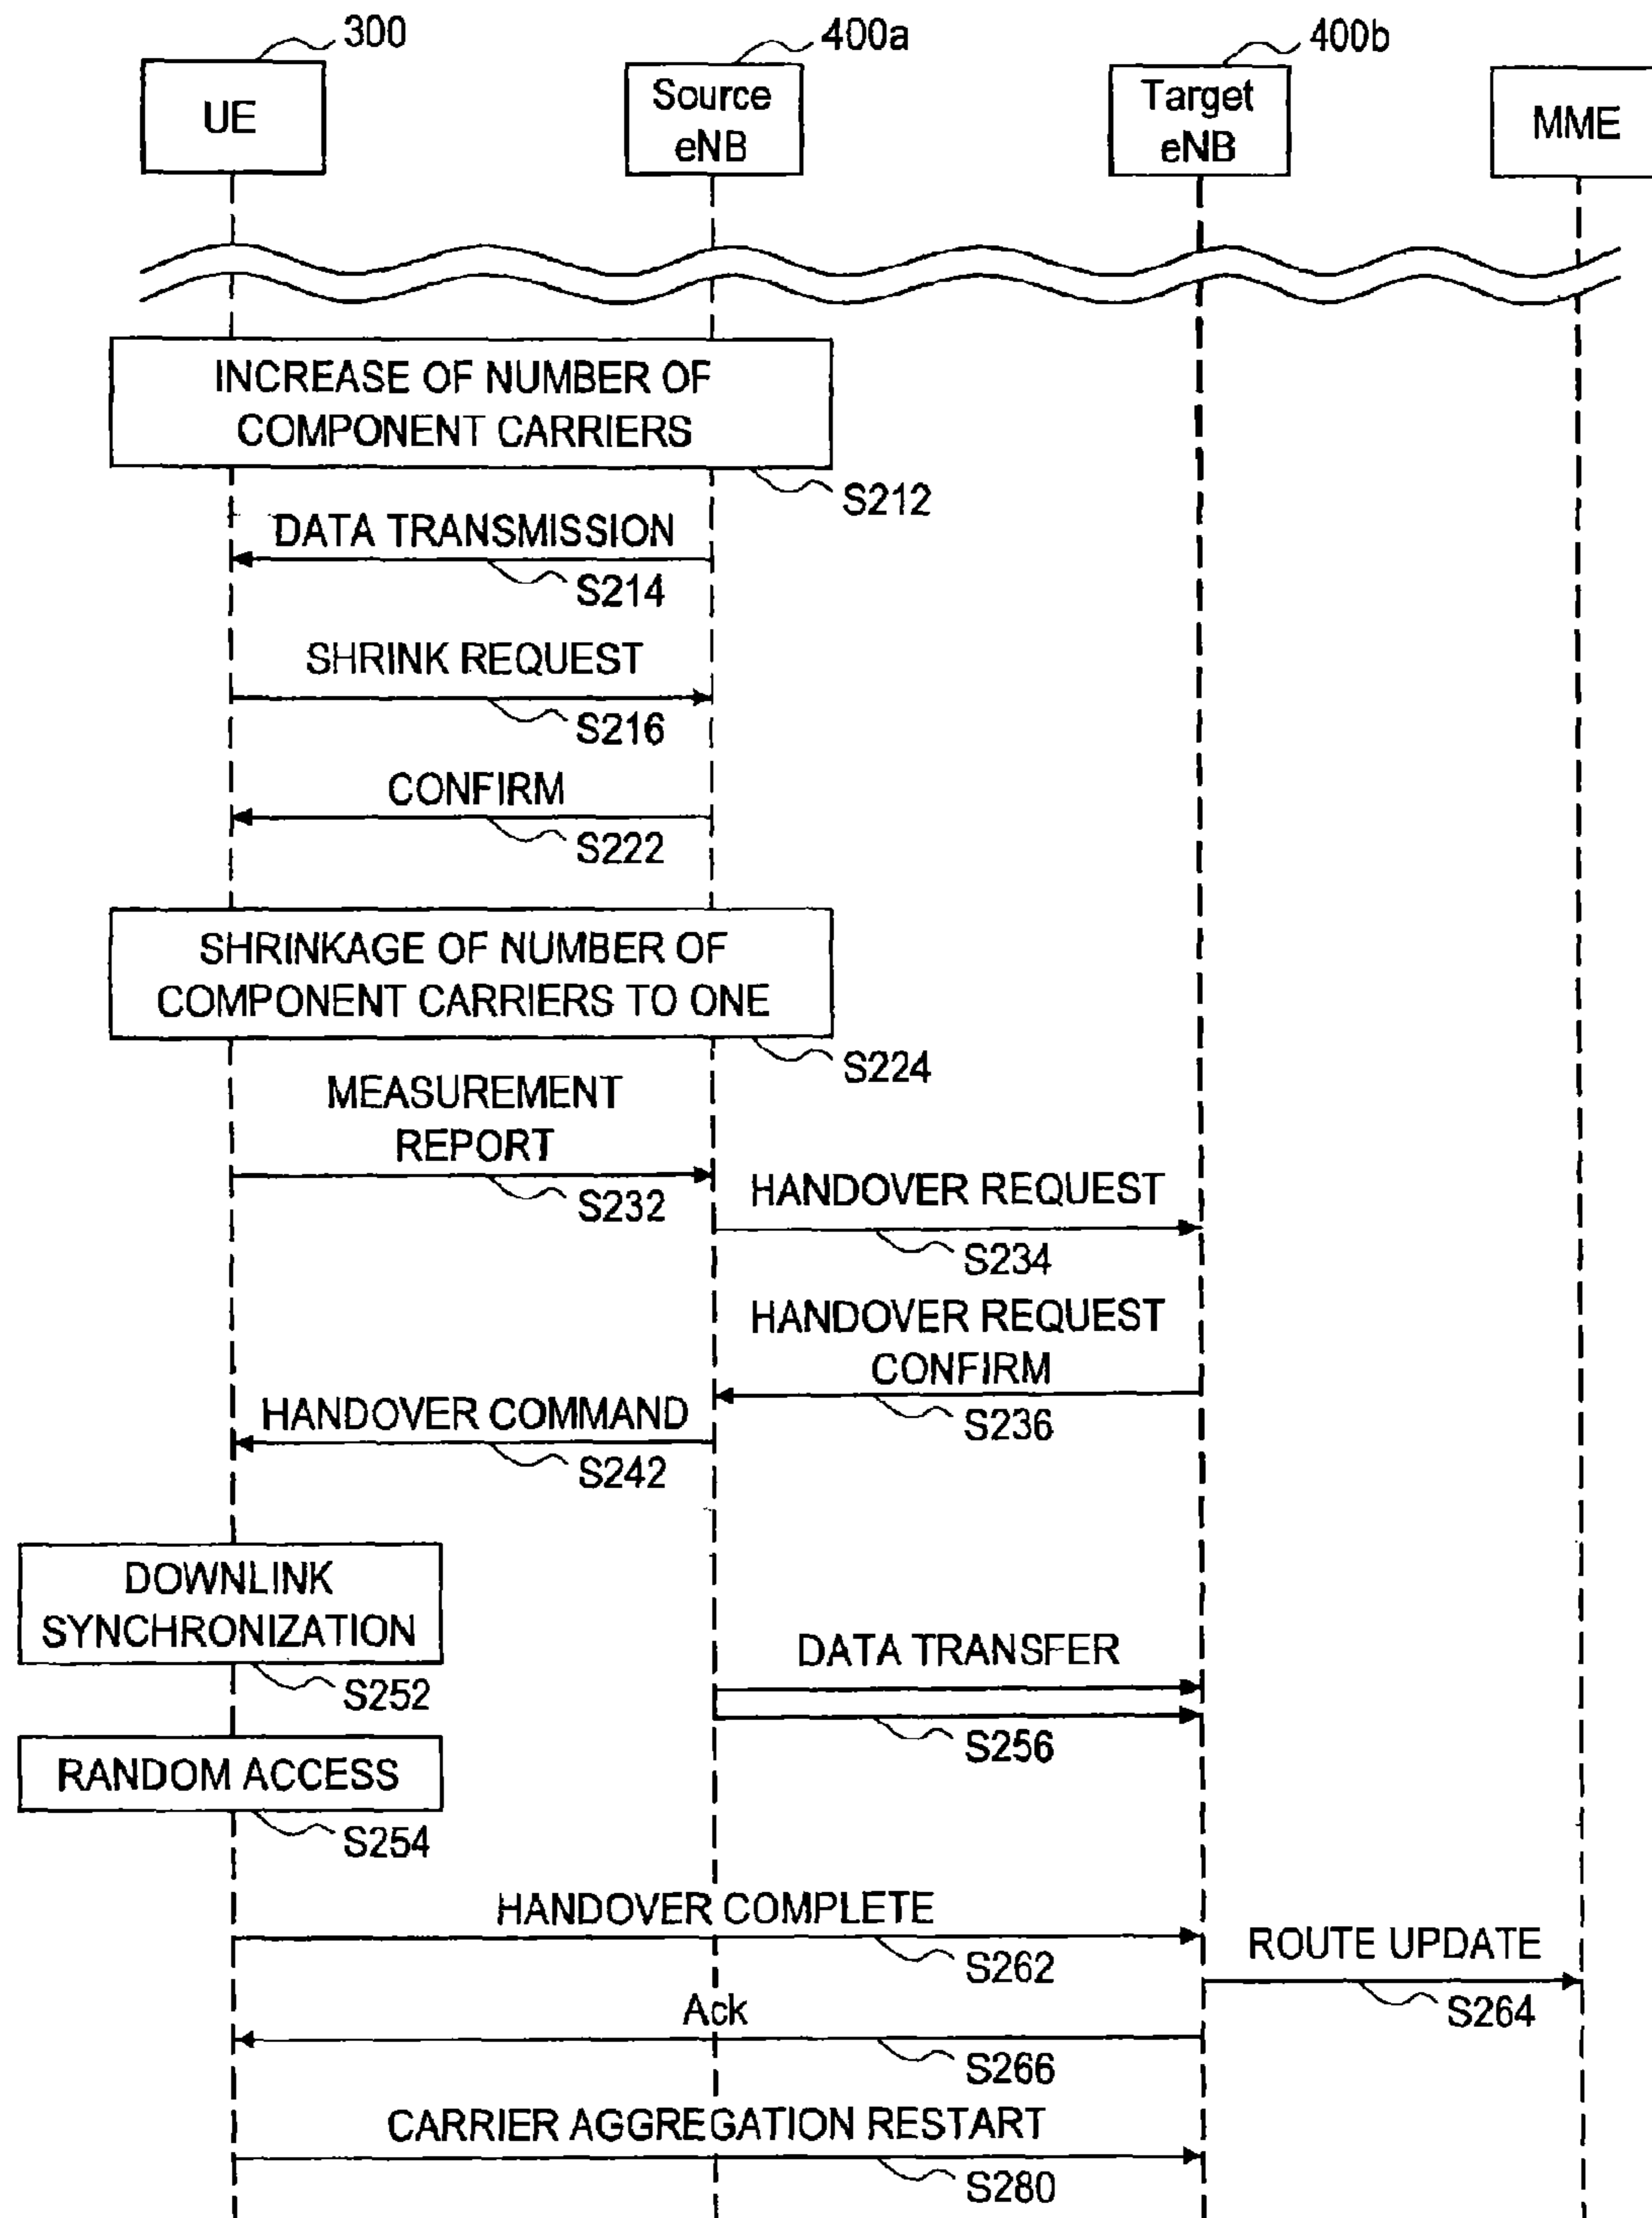 300
400a
400b
UE
Source
eNB
Target
eNB
MME
INCREASE OF NUMBER OF
COMPONENT CARRIERS
S212
DATA TRANSMISSION
S214
SHRINK REQUEST
S216
CONFIRM
S222
SHRINKAGE OF NUMBER OF
COMPONENT CARRIERS TO ONE
S224
MEASUREMENT
REPORT
S232
HANDOVER REQUEST
S234
HANDOVER REQUEST
CONFIRM
S236
HANDOVER COMMAND
S242
DOWNLINK
SYNCHRONIZATION
S252
DATA TRANSFER
S256
RANDOM ACCESS
S254
HANDOVER COMPLETE
S262
ROUTE UPDATE
S264
Ack
S266
CARRIER AGGREGATION RESTART
S280